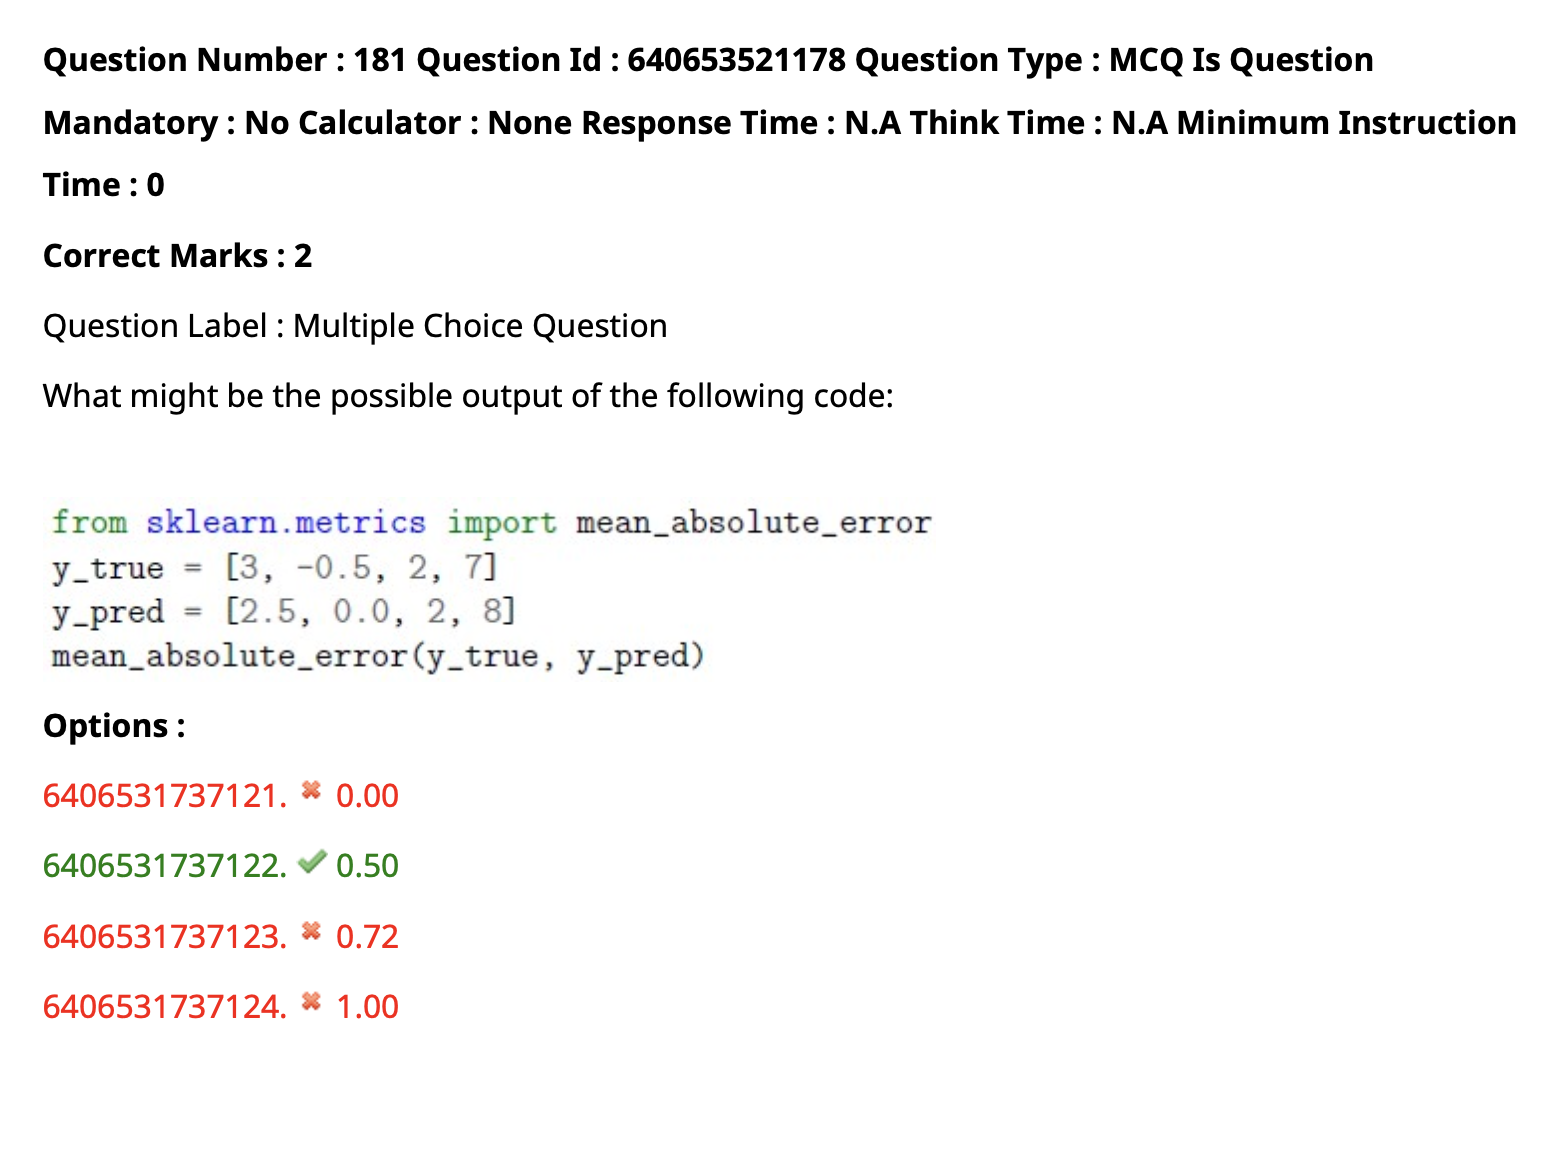 Question Number : 181 Question Id : 640653521178 Question Type : MCQ Is Question
Mandatory : No Calculator : None Response Time : N.A Think Time : N.A Minimum Instruction
Time : 0
Correct Marks : 2
Question Label : Multiple Choice Question
What might be the possible output of the following code:
from sklearn.metrics import mean_absolute_error
y_true = [3, -0.5, 2, 7]
y_pred = [2.5, 0.0, 2, 8]
mean_absolute_error(y_true, y_pred)
Options :
6406531737121. ✖ 0.00
6406531737122. ✔ 0.50
6406531737123. ✖ 0.72
6406531737124. ✖ 1.00